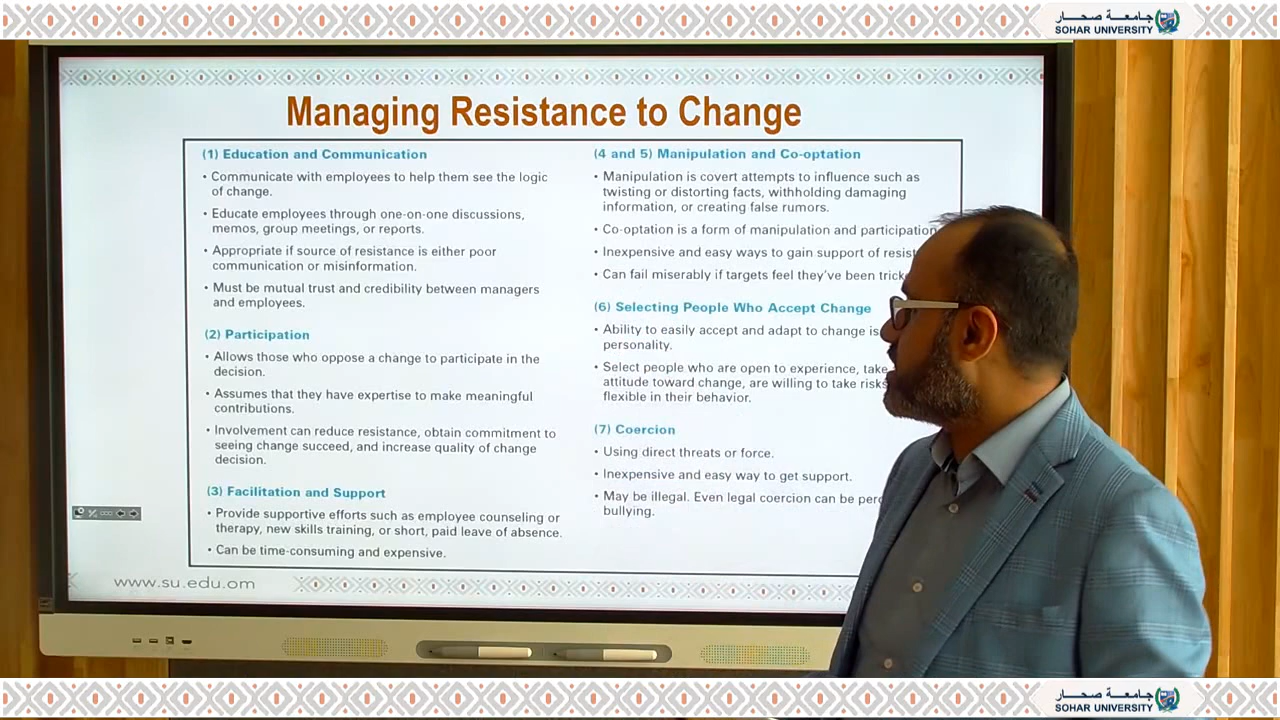 جامعـــة صحـــار
SOHAR UNIVERSITY
Managing Resistance to Change
(1) Education and Communication
• Communicate with employees to help them see the logic
of change.
• Educate employees through one-on-one discussions,
memos, group meetings, or reports.
• Appropriate if source of resistance is either poor
communication or misinformation.
• Must be mutual trust and credibility between managers
and employees.
(2) Participation
• Allows those who oppose a change to participate in the
decision.
• Assumes that they have expertise to make meaningful
contributions.
• Involvement can reduce resistance, obtain commitment to
seeing change succeed, and increase quality of change
decision.
(3) Facilitation and Support
• Provide supportive efforts such as employee counseling or
therapy, new skills training, or short, paid leave of absence.
• Can be time-consuming and expensive.
(4 and 5) Manipulation and Co-optation
• Manipulation is covert attempts to influence such as
twisting or distorting facts, withholding damaging
information, or creating false rumors.
• Co-optation is a form of manipulation and participation
• Inexpensive and easy ways to gain support of
• Can fail miserably if targets feel they've been
(6) Selecting People Who Accept Change
• Ability to easily accept and adapt to change is
personality.
• Select people who are open to experience, take
attitude toward change, are willing to take risks
flexible in their behavior.
(7) Coercion
• Using direct threats or force.
• Inexpensive and easy way to get support.
• May be illegal. Even legal coercion can be
bullying.
www.su.edu.om
جامعـــة صحـــار
SOHAR UNIVERSITY